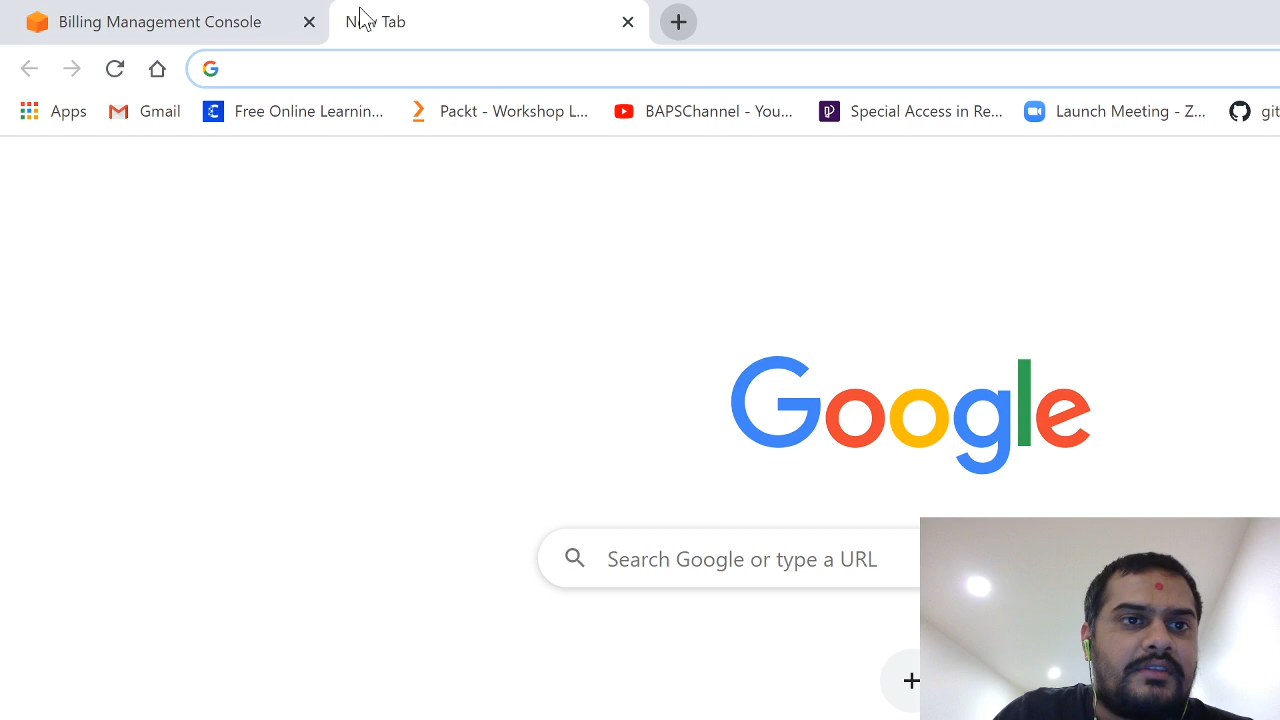 Billing Management Console
New Tab
Apps Gmail Free Online Learnin... Packt - Workshop L... BAPSChannel - You... Special Access in Re... Launch Meeting - Z... git
Google
Search Google or type a URL